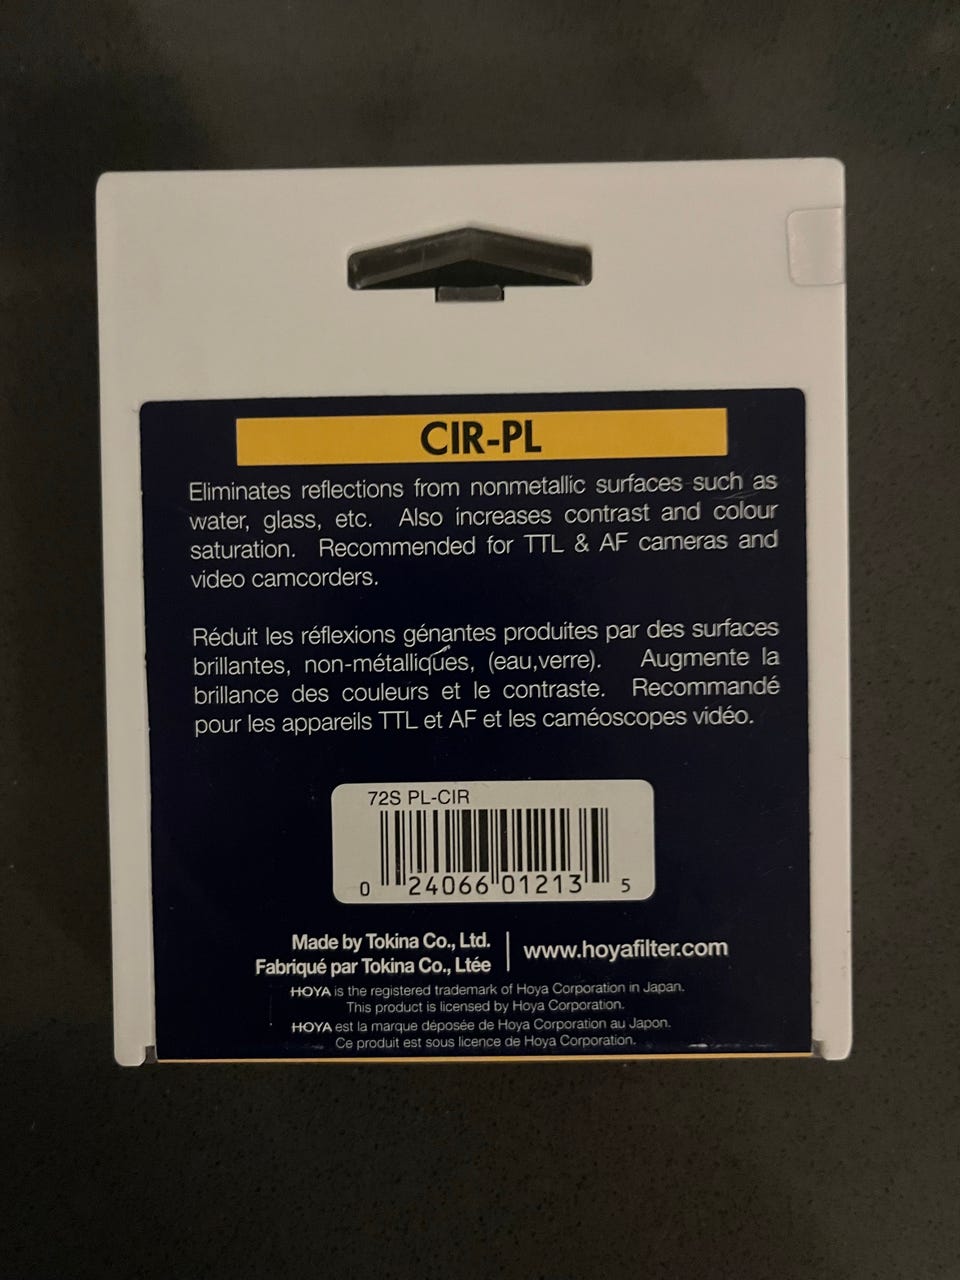 CIR-PL
Eliminates reflections from nonmetallic surfaces such as
water, glass, etc. Also increases contrast and colour
saturation. Recommended for TTL & AF cameras and
video camcorders.
Réduit les réflexions génantes produites par des surfaces
brillantes, non-métalliques, (eau,verre). Augmente la
brillance des couleurs et le contraste. Recommandé
pour les appareils TTL et AF et les caméoscopes vidéo.
72S PL-CIR
0 24066 01213 5
Made by Tokina Co., Ltd.
Fabriqué par Tokina Co., Ltée
www.hoyafilter.com
HOYA is the registered trademark of Hoya Corporation in Japan.
This product is licensed by Hoya Corporation.
HOYA est la marque déposée de Hoya Corporation au Japon.
Ce produit est sous licence de Hoya Corporation.